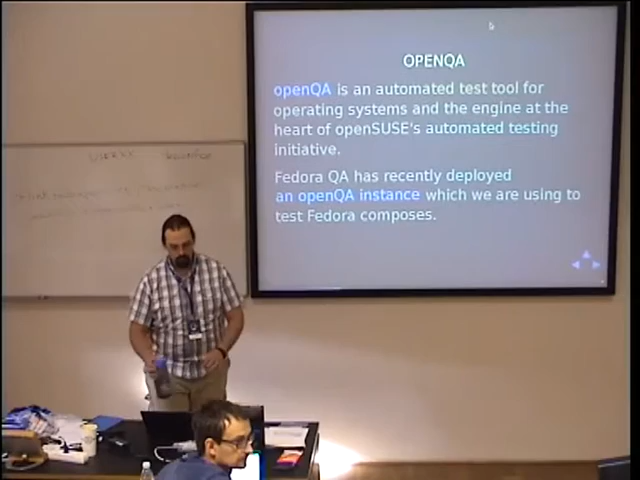 OPENQA
openQA is an automated test tool for
operating systems and the engine at the
heart of openSUSE's automated testing
initiative.
Fedora QA has recently deployed
an openQA instance which we are using to
test Fedora composes.